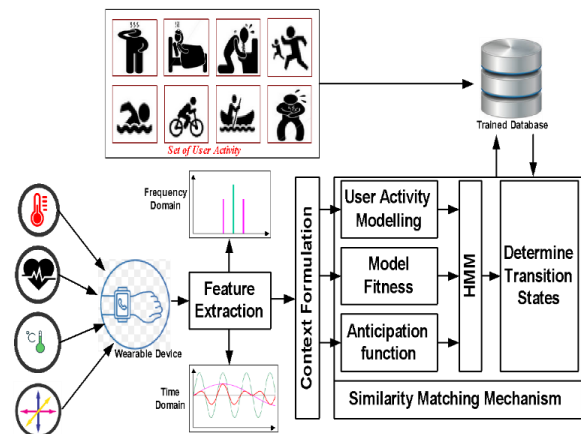 Set of User Activity
Trained Database
Frequency
Domain
°C
Wearable Device
Feature
Extraction
Time
Domain
Context Formulation
User Activity
Modelling
Model
Fitness
Anticipation
function
HMM
Determine
Transition
States
Similarity Matching Mechanism